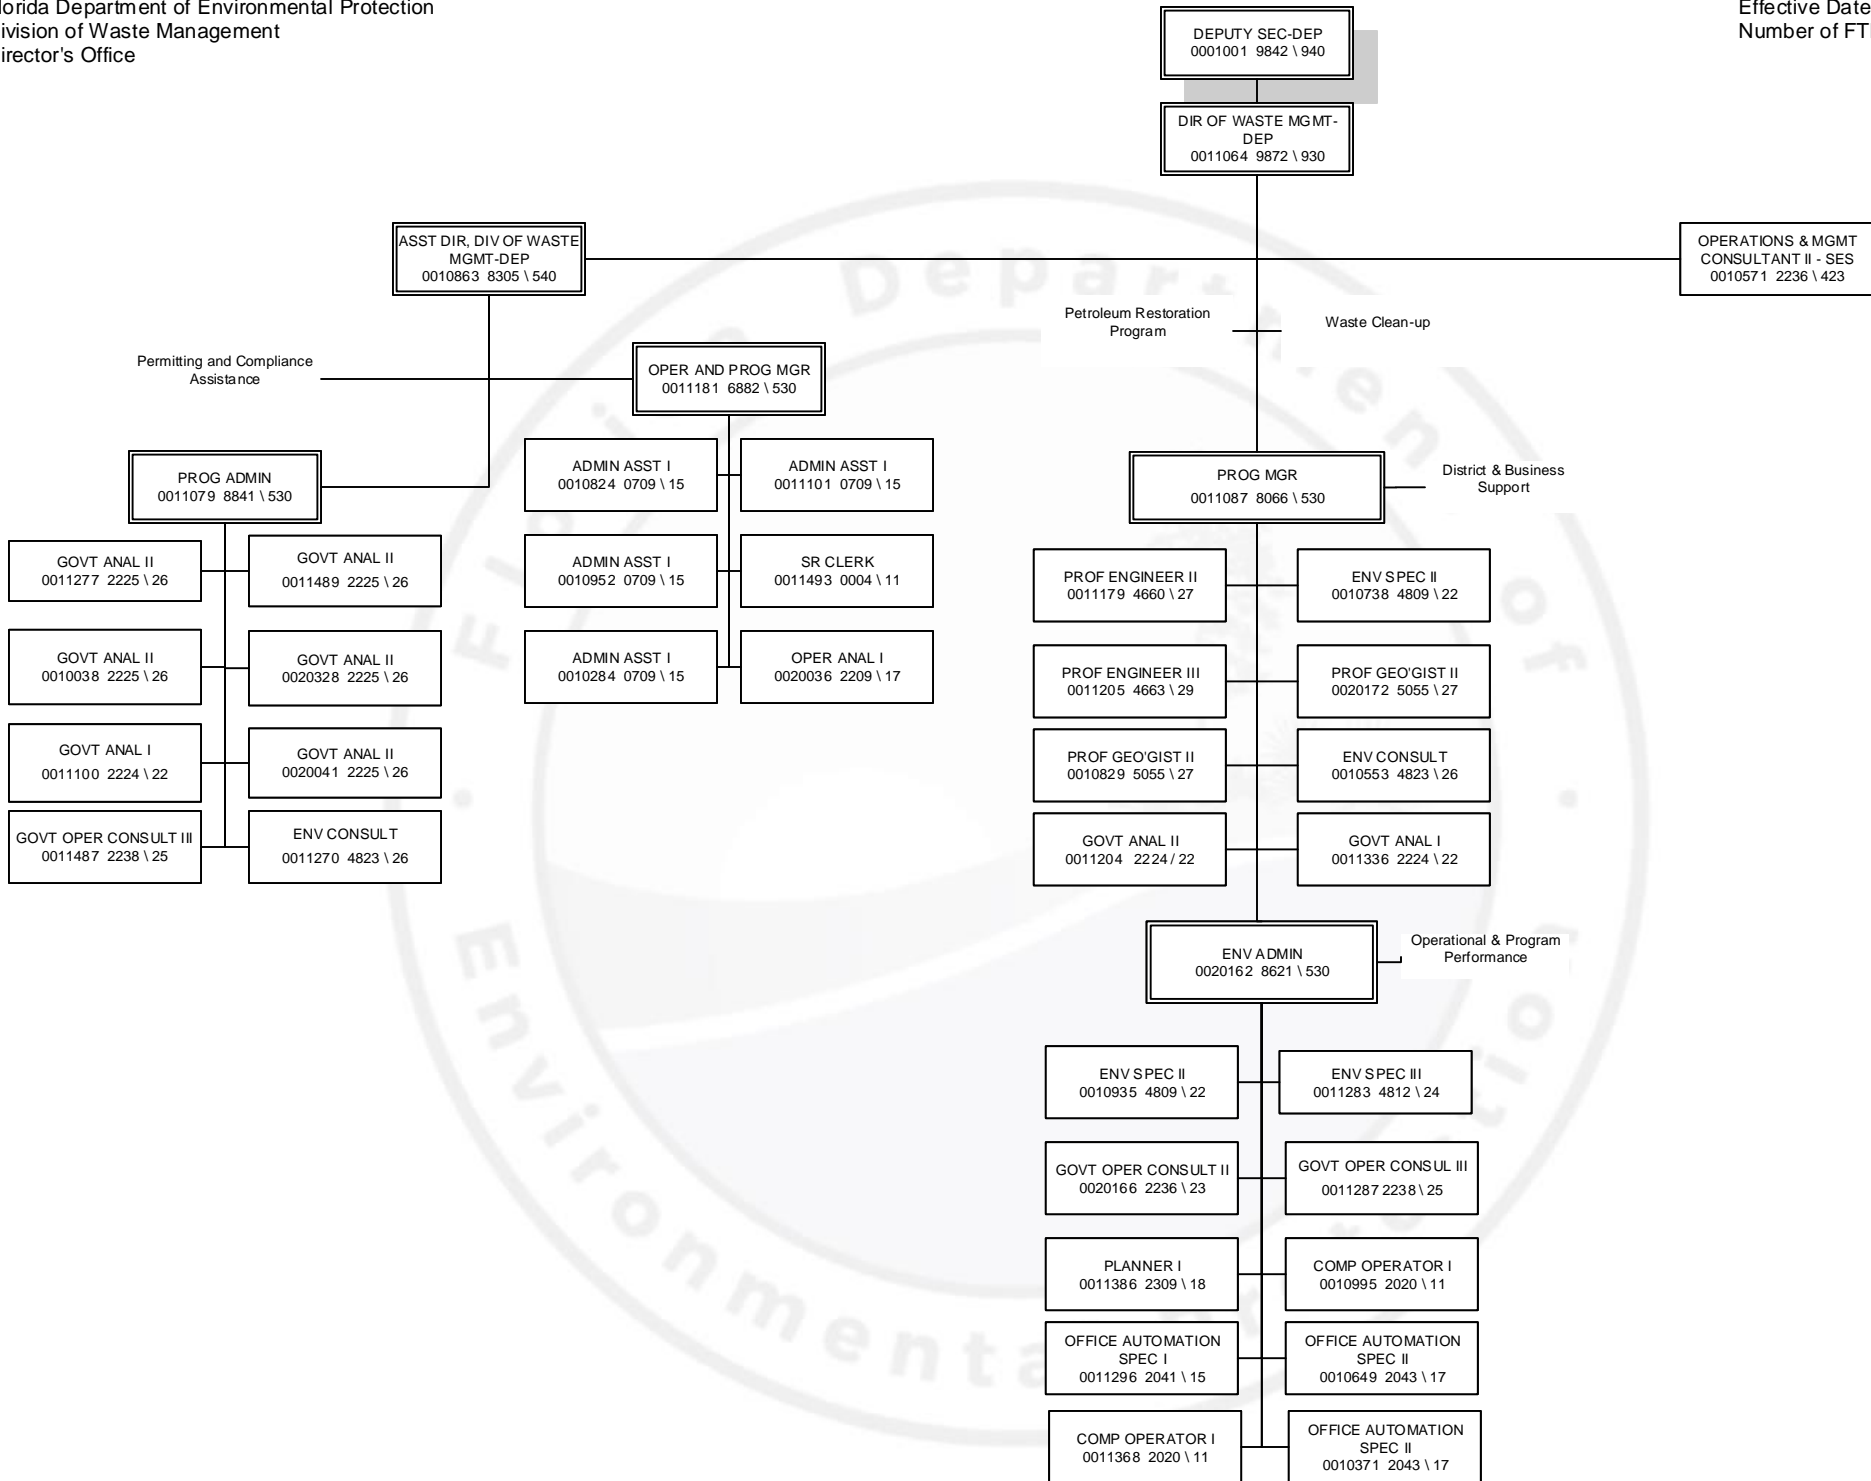 lorida Department of Environmental Protection
ivision of Waste Management
irector's Office
Effective Date
Number of FT
DEPUTY SEC-DEP
0001001 9842 \ 940
DIR OF WASTE MGMT-
DEP
0011064 9872 \ 930
ASST DIR, DIV OF WASTE
MGMT-DEP
0010863 8305 \ 540
OPERATIONS & MGMT
CONSULTANT II - SES
0010571 2236 \ 423
Petroleum Restoration
Program
Waste Clean-up
Permitting and Compliance
Assistance
OPER AND PROG MGR
0011181 6882 \ 530
PROG ADMIN
0011079 8841 \ 530
GOVT ANAL II
0011277 2225 \ 26
GOVT ANAL II
0011489 2225 \ 26
GOVT ANAL II
0010038 2225 \ 26
GOVT ANAL II
0020328 2225 \ 26
GOVT ANAL I
0011100 2224 \ 22
GOVT ANAL II
0020041 2225 \ 26
GOVT OPER CONSULT III
0011487 2238 \ 25
ENV CONSULT
0011270 4823 \ 26
ADMIN ASST I
0010824 0709 \ 15
ADMIN ASST I
0011101 0709 \ 15
ADMIN ASST I
0010952 0709 \ 15
SR CLERK
0011493 0004 \ 11
ADMIN ASST I
0010284 0709 \ 15
OPER ANAL I
0020036 2209 \ 17
PROG MGR
0011087 8066 \ 530
District & Business
Support
PROF ENGINEER II
0011179 4660 \ 27
ENV SPEC II
0010738 4809 \ 22
PROF ENGINEER III
0011205 4663 \ 29
PROF GEO'GIST II
0020172 5055 \ 27
PROF GEO'GIST II
0010829 5055 \ 27
ENV CONSULT
0010553 4823 \ 26
GOVT ANAL II
0011204 2224 / 22
GOVT ANAL I
0011336 2224 \ 22
ENV ADMIN
0020162 8621 \ 530
Operational & Program
Performance
ENV SPEC II
0010935 4809 \ 22
ENV SPEC III
0011283 4812 \ 24
GOVT OPER CONSULT II
0020166 2236 \ 23
GOVT OPER CONSUL III
0011287 2238 \ 25
PLANNER I
0011386 2309 \ 18
COMP OPERATOR I
0010995 2020 \ 11
OFFICE AUTOMATION
SPEC I
0011296 2041 \ 15
OFFICE AUTOMATION
SPEC II
0010649 2043 \ 17
COMP OPERATOR I
0011368 2020 \ 11
OFFICE AUTOMATION
SPEC II
0010371 2043 \ 17